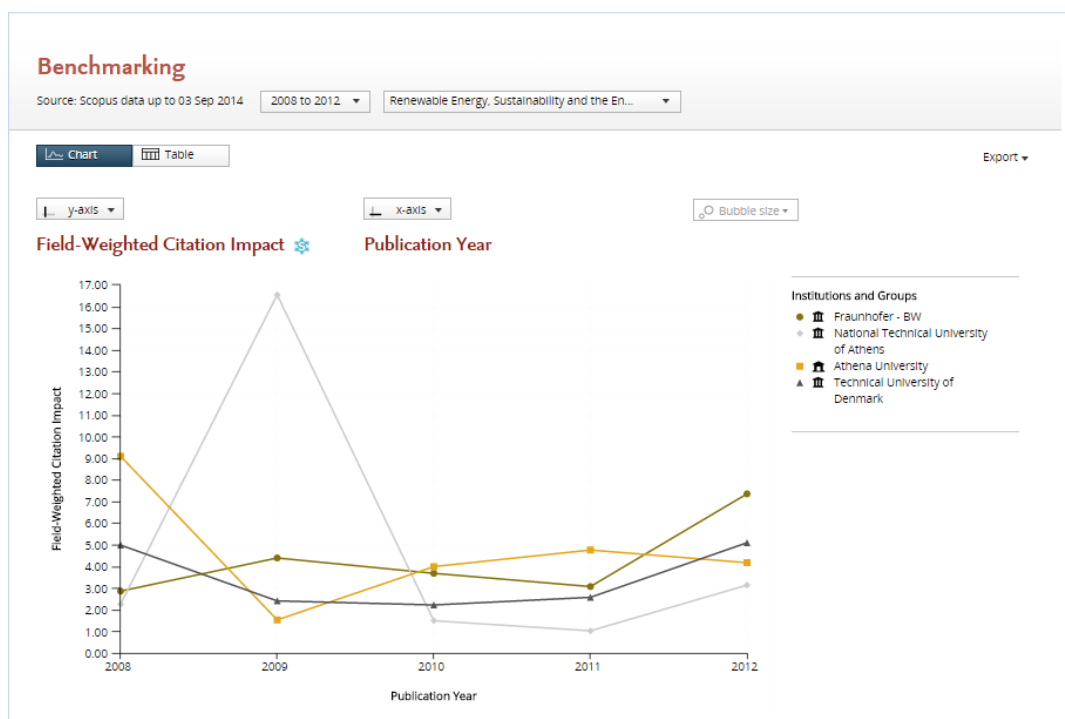 Benchmarking
Source: Scopus data up to 03 Sep 2014
2008 to 2012
Renewable Energy, Sustainability and the En...
Chart
Table
Export
y-axis
x-axis
Bubble size
Field-Weighted Citation Impact
Publication Year
17.00
16.00
15.00
14.00
13.00
12.00
11.00
10.00
9.00
8.00
7.00
6.00
5.00
4.00
3.00
2.00
1.00
0.00
Field-Weighted Citation Impact
2008
2009
2010
2011
2012
Publication Year
Institutions and Groups
Fraunhofer - BW
National Technical University
of Athens
Athena University
Technical University of
Denmark